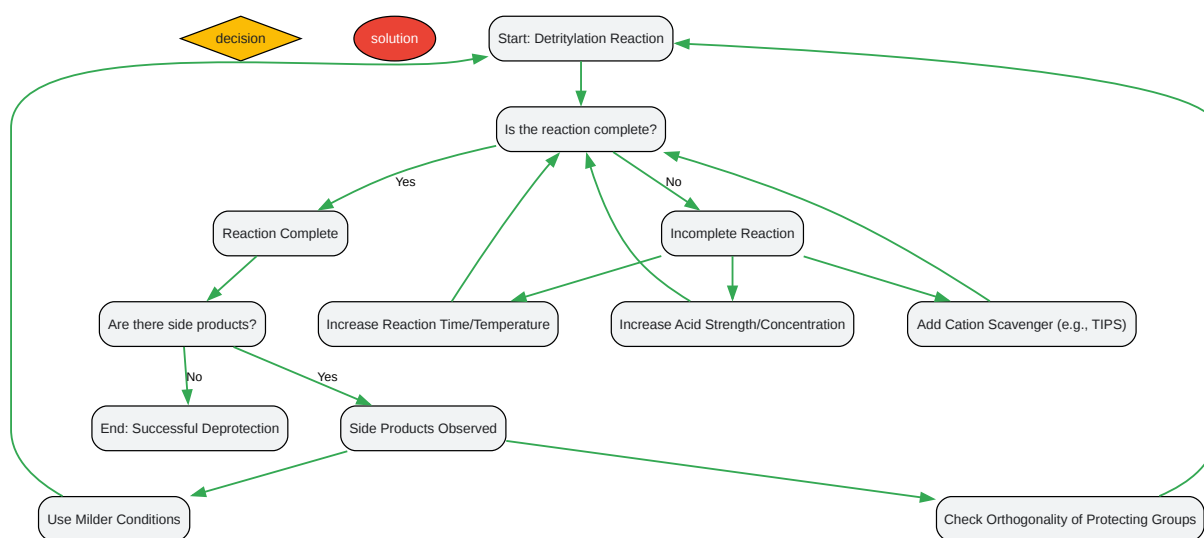 decision
solution
Start: Detritylation Reaction
Is the reaction complete?
Yes
No
Reaction Complete
Incomplete Reaction
Are there side products?
Increase Reaction Time/Temperature
Increase Acid Strength/Concentration
Add Cation Scavenger (e.g., TIPS)
No
Yes
End: Successful Deprotection
Side Products Observed
Use Milder Conditions
Check Orthogonality of Protecting Groups